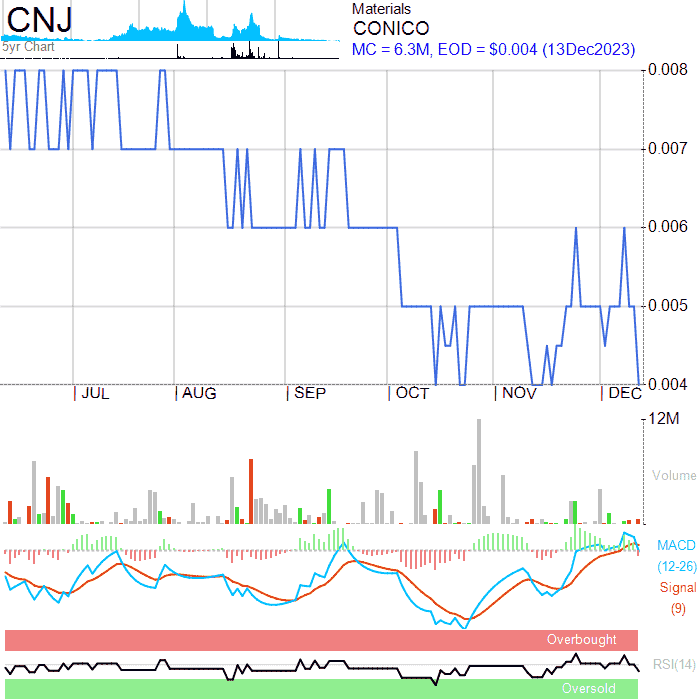 CNJ
5yr Chart
Materials
CONICO
MC = 6.3M, EOD = $0.004 (13Dec2023)
0.008
0.007
0.006
0.005
0.004
JUL
AUG
SEP
OCT
NOV
DEC
12M
Volume
MACD
(12-26)
Signal
(9)
Overbought
RSI(14)
Oversold